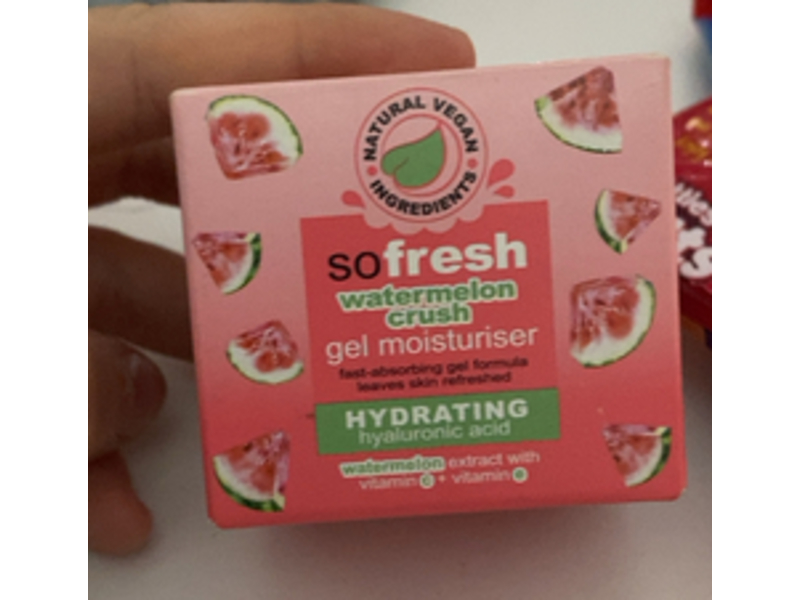 NATURAL VEGAN
INGREDIENTS
sofresh
watermelon
crush
gel moisturiser
fast-absorbing gel formula
leaves skin refreshed
HYDRATING
hyaluronic acid
watermelon extract with
vitamin c + vitamin e